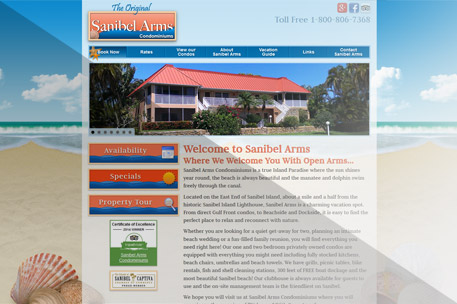 The Original
Sanibel Arms
Condominiums
Toll Free 1-800-806-7368
Book Now
Rates
View our Condos
About Sanibel Arms
Vacation Guide
Links
Contact Sanibel Arms
Availability
Specials
Property Tour
Certificate of Excellence
Sanibel Arms
Condominiums
SANIBEL CAPTIVA
Welcome to Sanibel Arms
Where We Welcome You With Open Arms...
Sanibel Arms Condominiums is a true Island Paradise where the sun shines
year round, the beach is always beautiful and the manatee and dolphin swim
freely through the canal.
Located on the East End of Sanibel Island, about a mile and a half from the
historic Sanibel Island Lighthouse, Sanibel Arms is a charming vacation spot.
From direct Gulf Front condos, to Beachside and Dockside, it is easy to find the
perfect place to relax and reconnect with nature.
Whether you are looking for a quiet get-away for two, planning an intimate
beach wedding or a fun-filled family reunion, you will find everything you
need right here! Our one and two bedroom privately owned condos are
equipped with everything you might need including fully stocked kitchens,
beach chairs, umbrellas and beach towels. We have grills, picnic tables, bike
rentals, fish and shell cleaning stations, 300 feet of FREE boat dockage and the
most beautiful Sanibel beach! Our clubhouse is always available for guests to
use and the on-site management team is the friendliest on Sanibel.
We hope you will visit us at Sanibel Arms Condominiums where you will